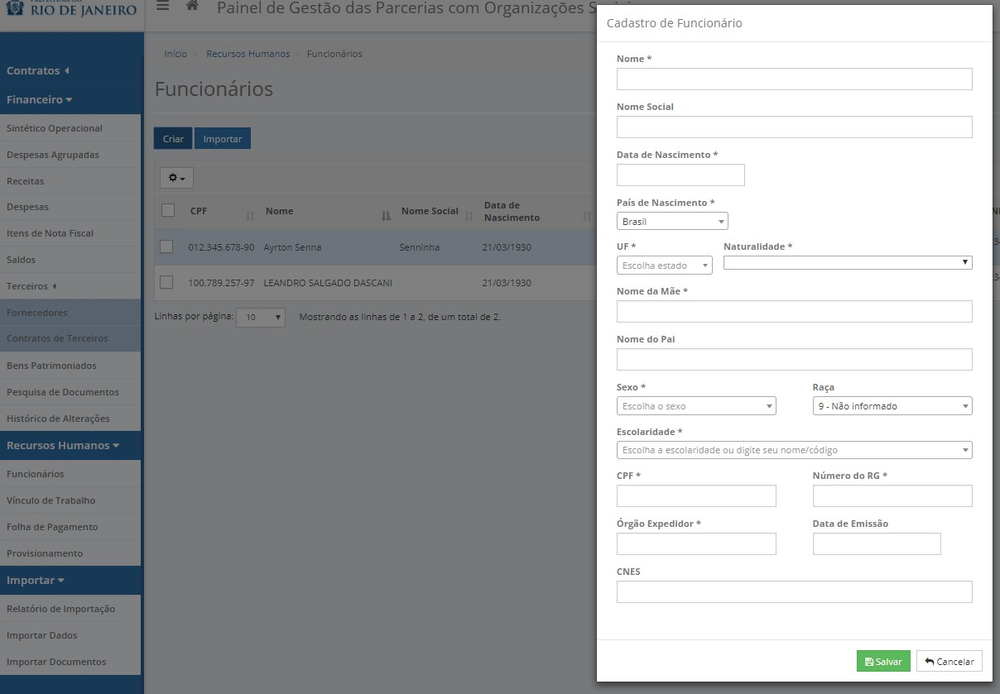 RIO DE JANEIRO
Painel de Gestão das Parcerias com Organizações
Contratos
Financeiro
Sintético Operacional
Despesas Agrupadas
Receitas
Despesas
Itens de Nota Fiscal
Saldos
Terceiros
Fornecedores
Contratos de Terceiros
Bens Patrimoniados
Pesquisa de Documentos
Histórico de Alterações
Recursos Humanos
Funcionários
Vínculo de Trabalho
Folha de Pagamento
Provisionamento
Importar
Relatório de Importação
Importar Dados
Importar Documentos
Início > Recursos Humanos > Funcionários
Funcionários
Criar Importar
CPF Nome Nome Social Data de
Nascimento
012.345.678-90 Ayrton Senna Senninha 21/03/1930
100.789.257-97 LEANDRO SALGADO DASCANI 21/03/1930
Linhas por página: 10 Mostrando as linhas de 1 a 2, de um total de 2.
Cadastro de Funcionário
Nome *
Nome Social
Data de Nascimento *
País de Nascimento *
Brasil
UF * Naturalidade *
Escolha estado
Nome da Mãe *
Nome do Pai
Sexo * Raça
Escolha o sexo 9 - Não informado
Escolaridade *
Escolha a escolaridade ou digite seu nome/código
CPF * Número do RG *
Órgão Expedidor * Data de Emissão
CNES
Salvar Cancelar